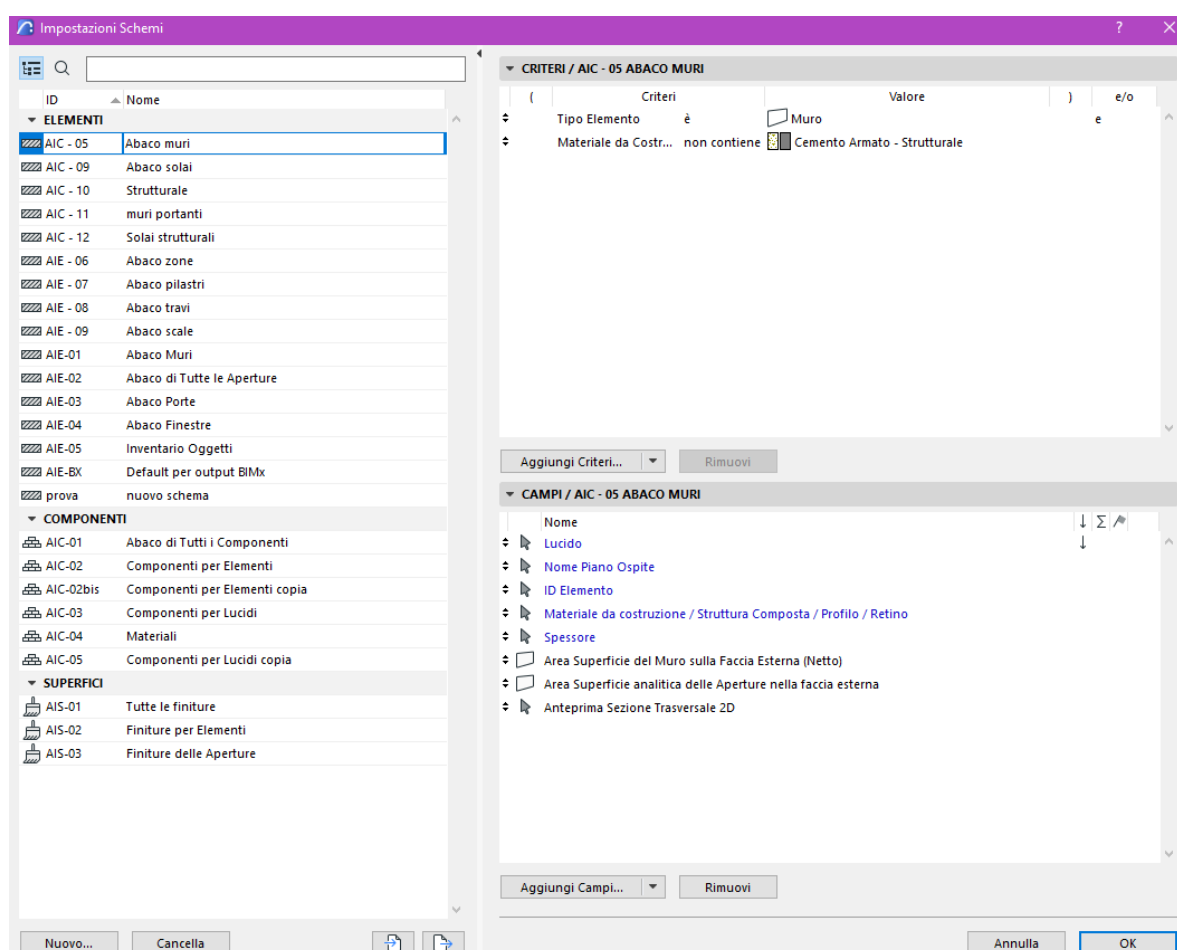 Impostazioni Schemi
?
ID Nome
ELEMENTI
AIC - 05 Abaco muri
AIC - 09 Abaco solai
AIC - 10 Strutturale
AIC - 11 muri portanti
AIC - 12 Solai strutturali
AIE - 06 Abaco zone
AIE - 07 Abaco pilastri
AIE - 08 Abaco travi
AIE - 09 Abaco scale
AIE-01 Abaco Muri
AIE-02 Abaco di Tutte le Aperture
AIE-03 Abaco Porte
AIE-04 Abaco Finestre
AIE-05 Inventario Oggetti
AIE-BX Default per output BIMx
prova nuovo schema
COMPONENTI
AIC-01 Abaco di Tutti i Componenti
AIC-02 Componenti per Elementi
AIC-02bis Componenti per Elementi copia
AIC-03 Componenti per Lucidi
AIC-04 Materiali
AIC-05 Componenti per Lucidi copia
SUPERFICI
AIS-01 Tutte le finiture
AIS-02 Finiture per Elementi
AIS-03 Finiture delle Aperture
Nuovo... Cancella
CRITERI / AIC - 05 ABACO MURI
( Criteri Valore ) e/o
Tipo Elemento è Muro e
Materiale da Costr... non contiene Cemento Armato - Strutturale
Aggiungi Criteri... Rimuovi
CAMPI / AIC - 05 ABACO MURI
Nome ↓ Σ
Lucido ↓
Nome Piano Ospite
ID Elemento
Materiale da costruzione / Struttura Composta / Profilo / Retino
Spessore
Area Superficie del Muro sulla Faccia Esterna (Netto)
Area Superficie analitica delle Aperture nella faccia esterna
Anteprima Sezione Trasversale 2D
Aggiungi Campi... Rimuovi
Annulla OK